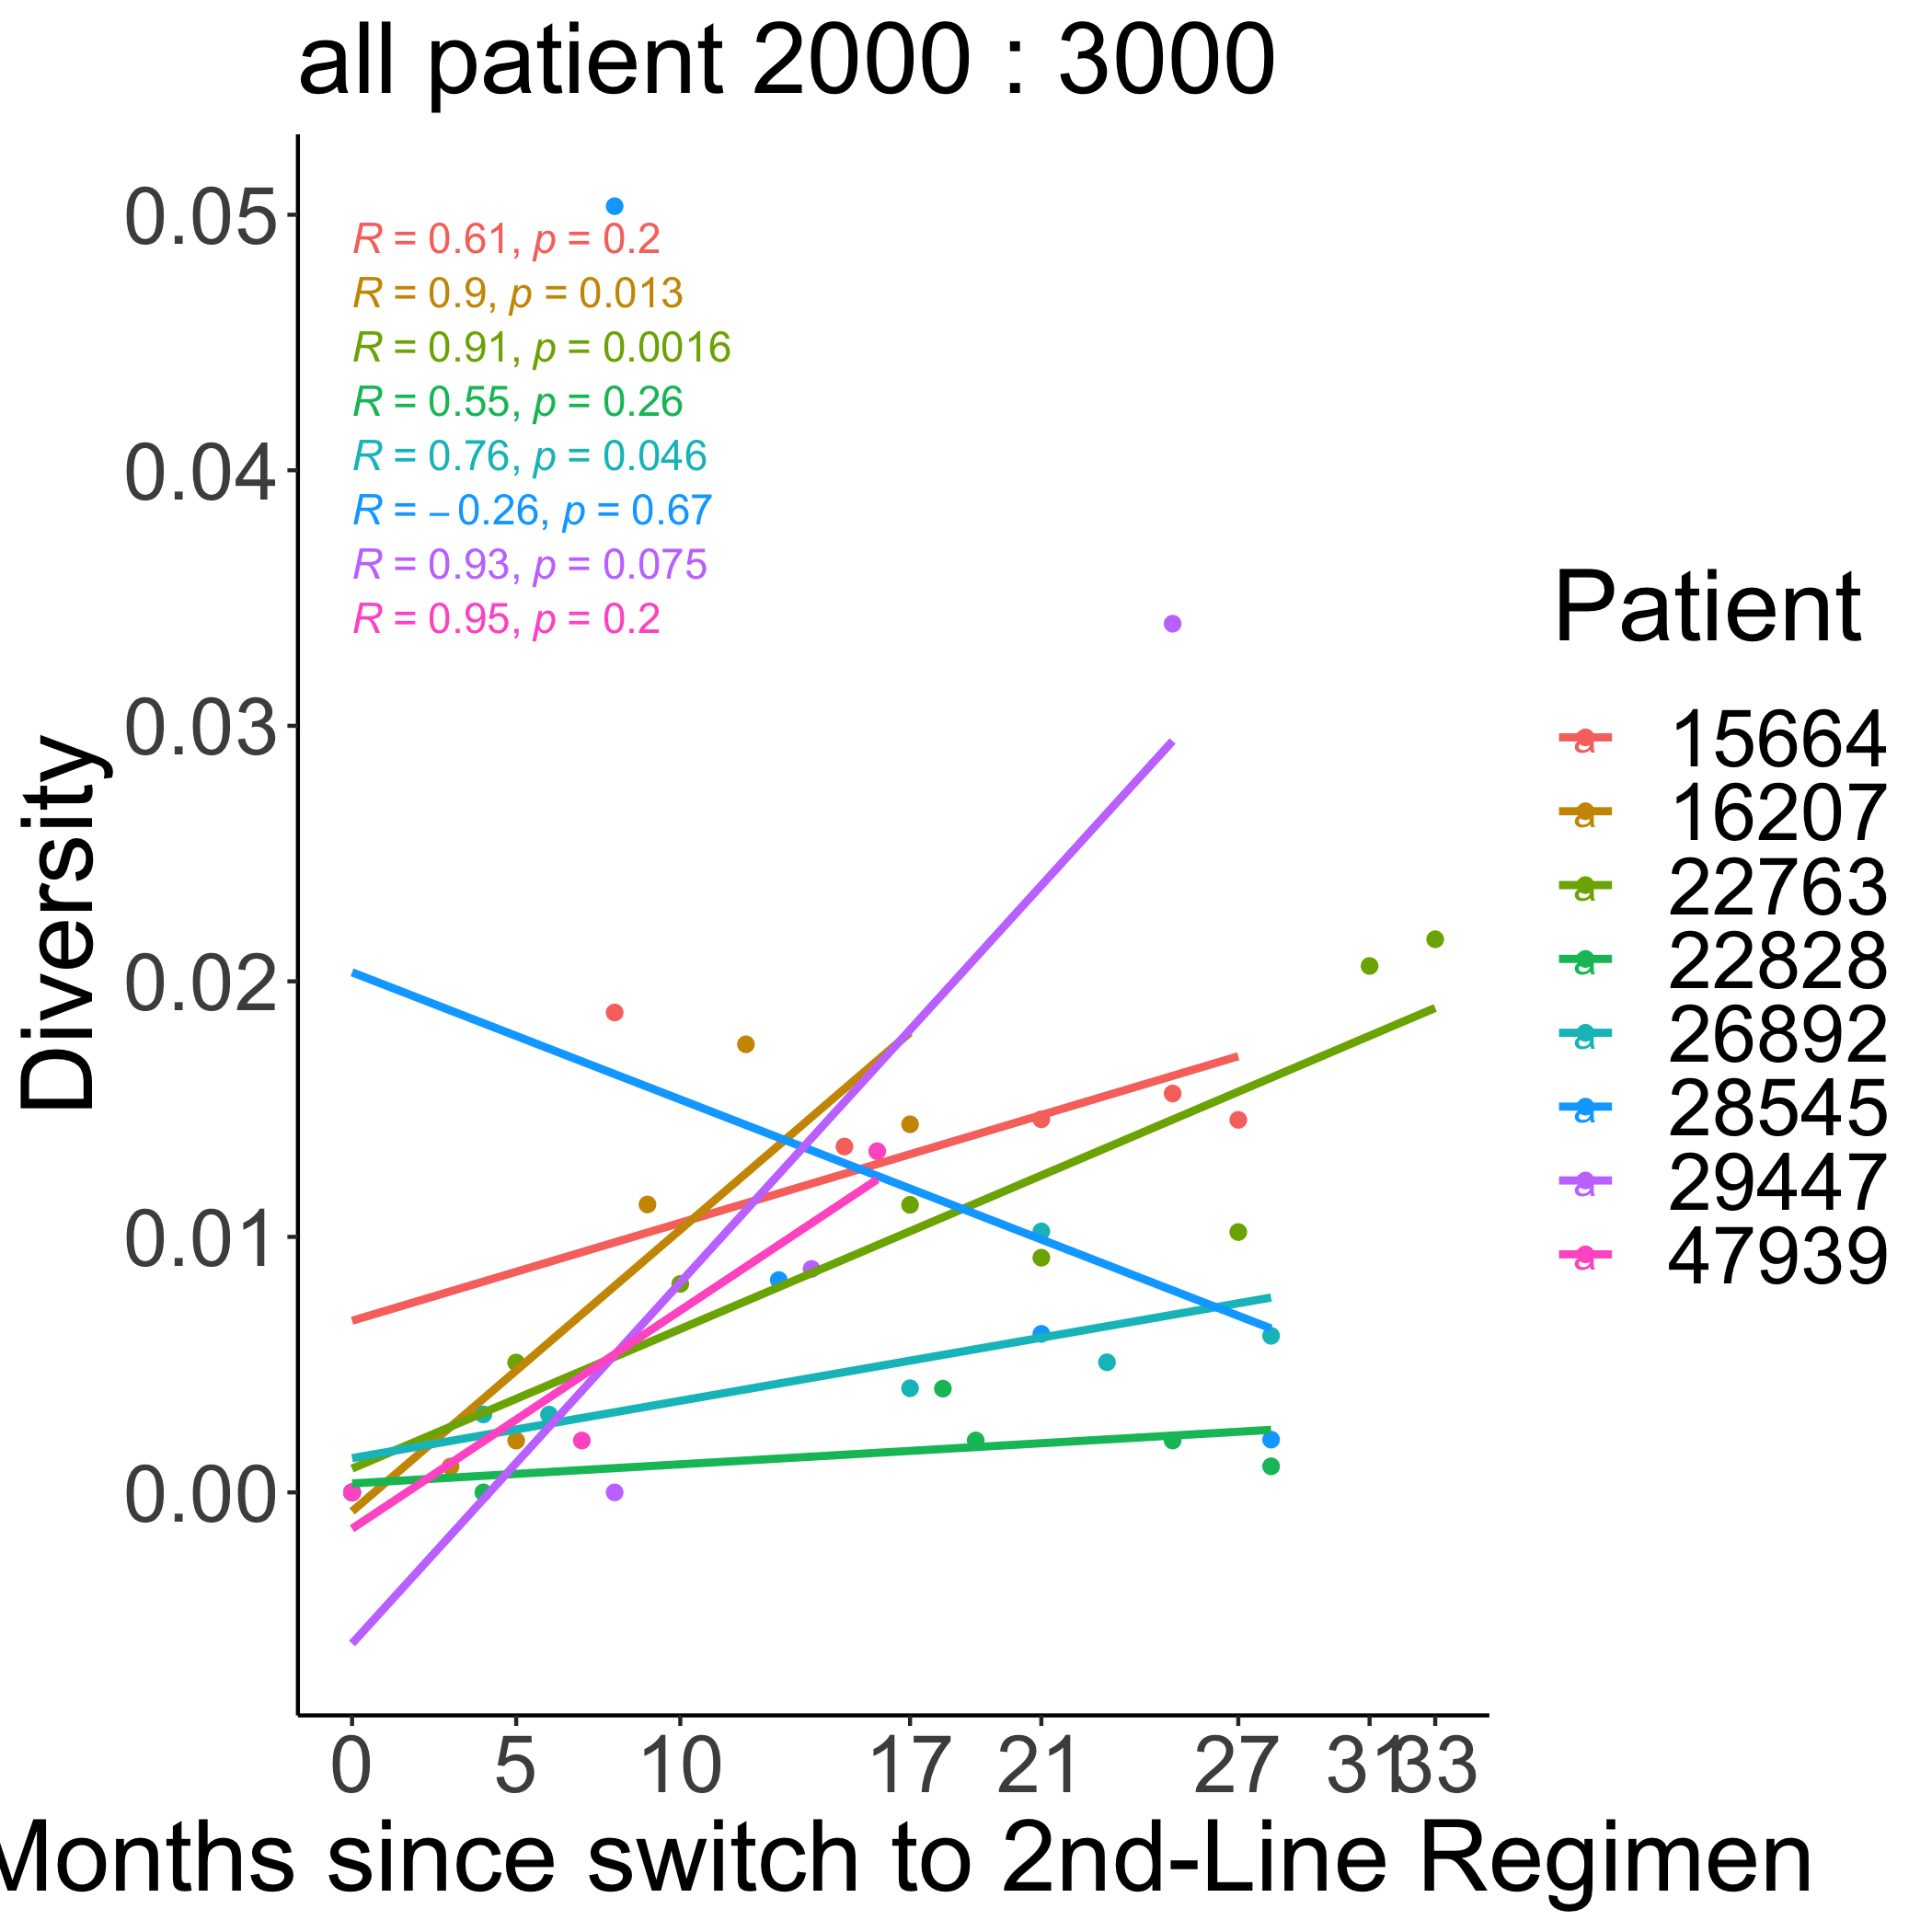 all patient 2000 : 3000
0.05
0.04
0.03
0.02
0.01
0.00
Diversity
R = 0.61, p = 0.2
R = 0.9, p = 0.013
R = 0.91, p = 0.0016
R = 0.55, p = 0.26
R = 0.76, p = 0.046
R = – 0.26, p = 0.67
R = 0.93, p = 0.075
R = 0.95, p = 0.2
Patient
a 15664
a 16207
a 22763
a 22828
a 26892
a 28545
a 29447
a 47939
0 5 10 17 21 27 31 33
Months since switch to 2nd-Line Regimen